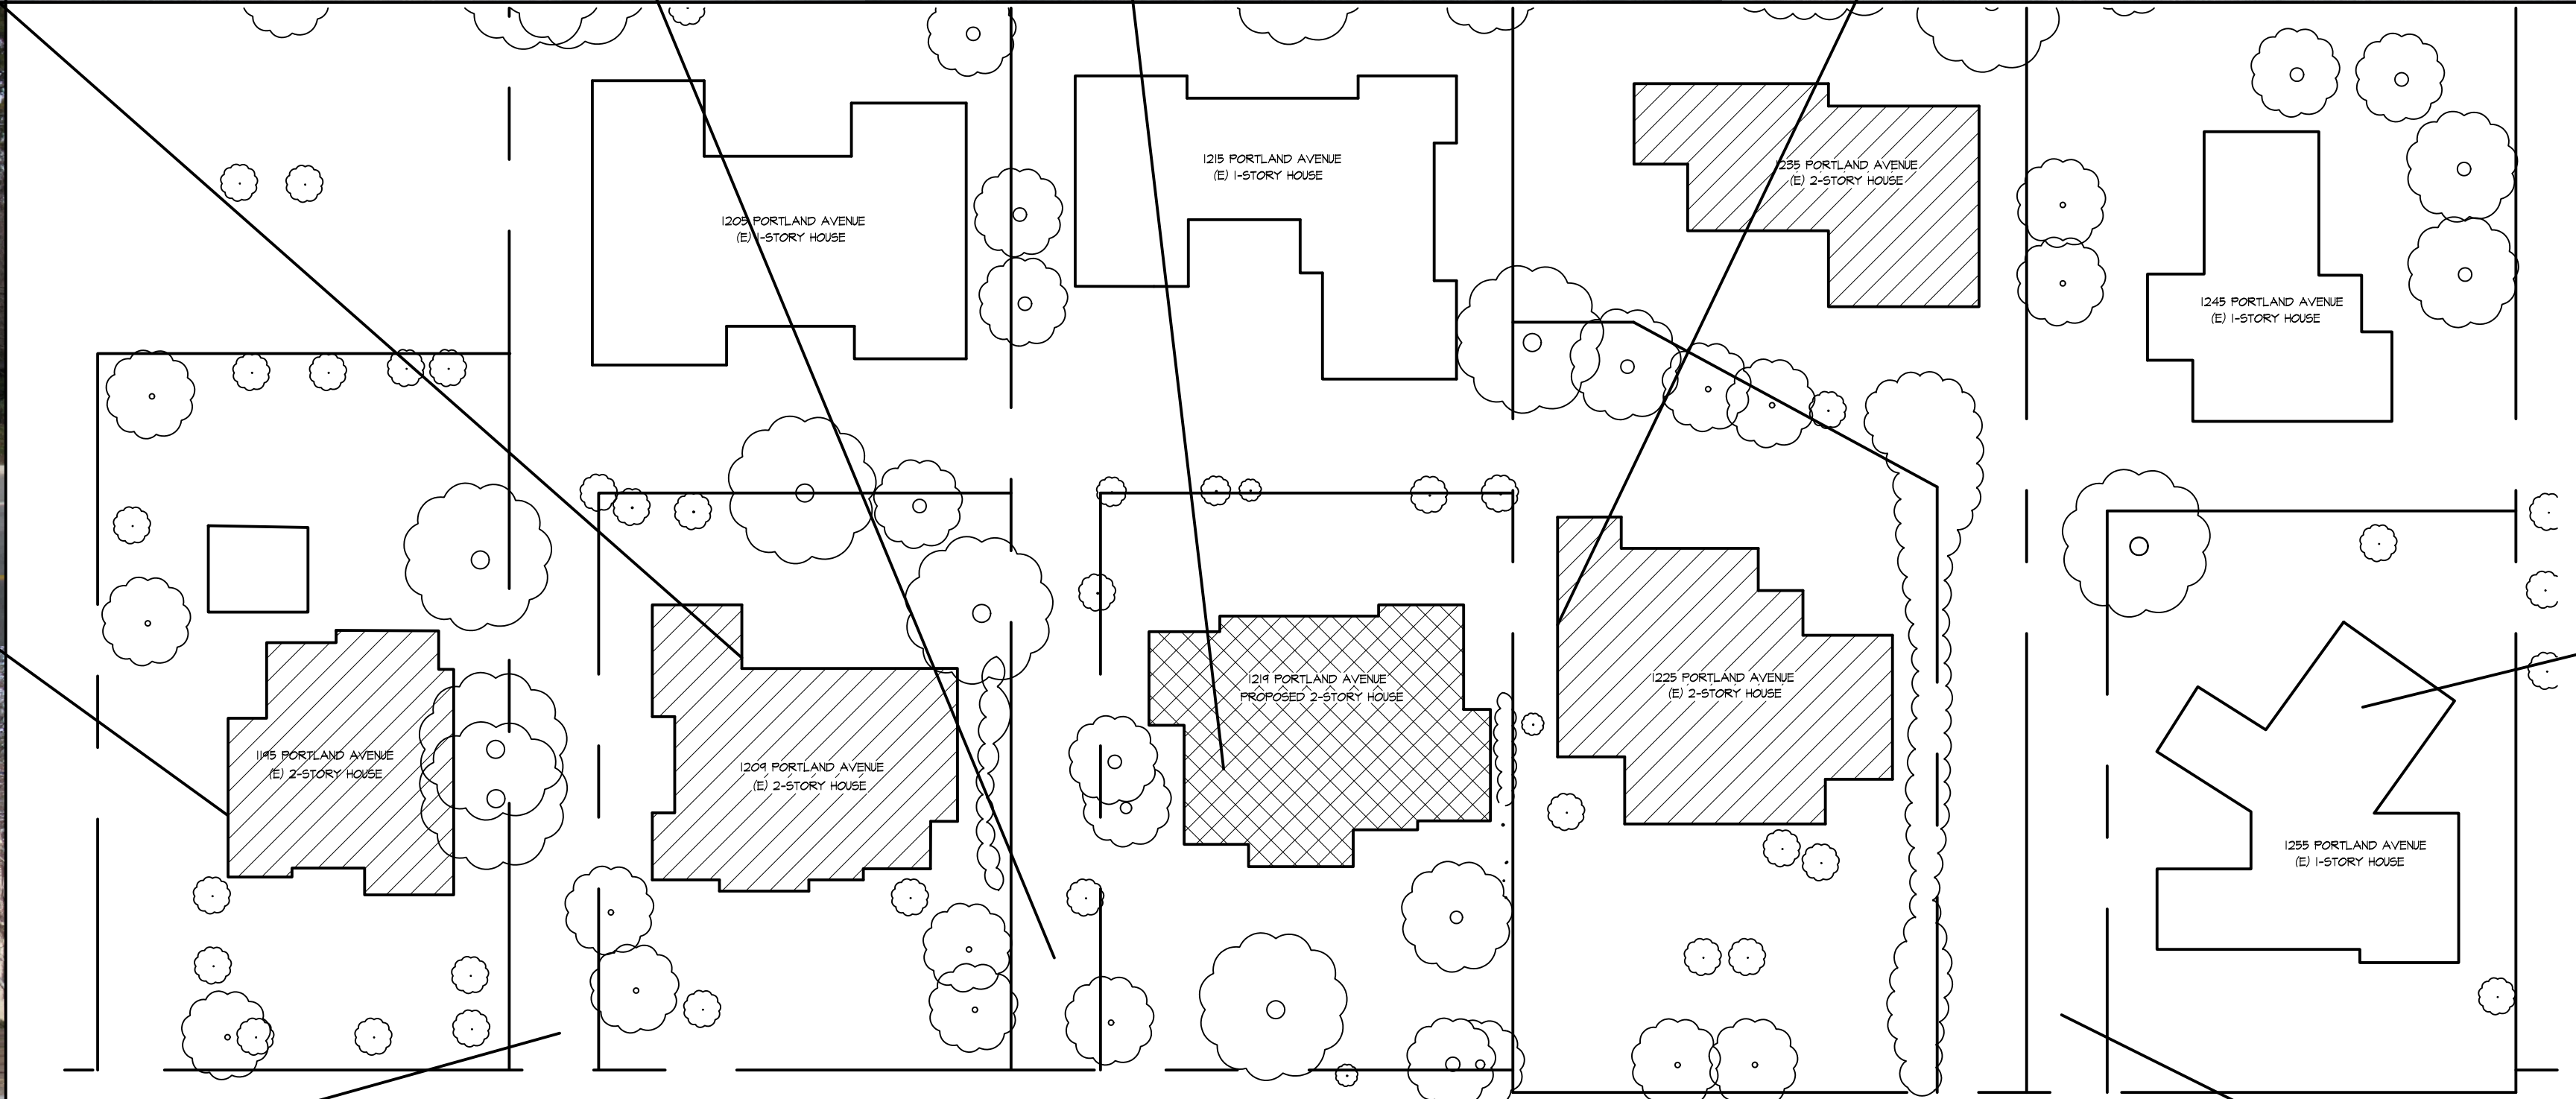 1205 PORTLAND AVENUE
(E) 1-STORY HOUSE
1215 PORTLAND AVENUE
(E) 1-STORY HOUSE
1235 PORTLAND AVENUE
(E) 2-STORY HOUSE
1245 PORTLAND AVENUE
(E) 1-STORY HOUSE
1195 PORTLAND AVENUE
(E) 2-STORY HOUSE
1209 PORTLAND AVENUE
(E) 2-STORY HOUSE
1219 PORTLAND AVENUE
PROPOSED 2-STORY HOUSE
1225 PORTLAND AVENUE
(E) 2-STORY HOUSE
1255 PORTLAND AVENUE
(E) 1-STORY HOUSE